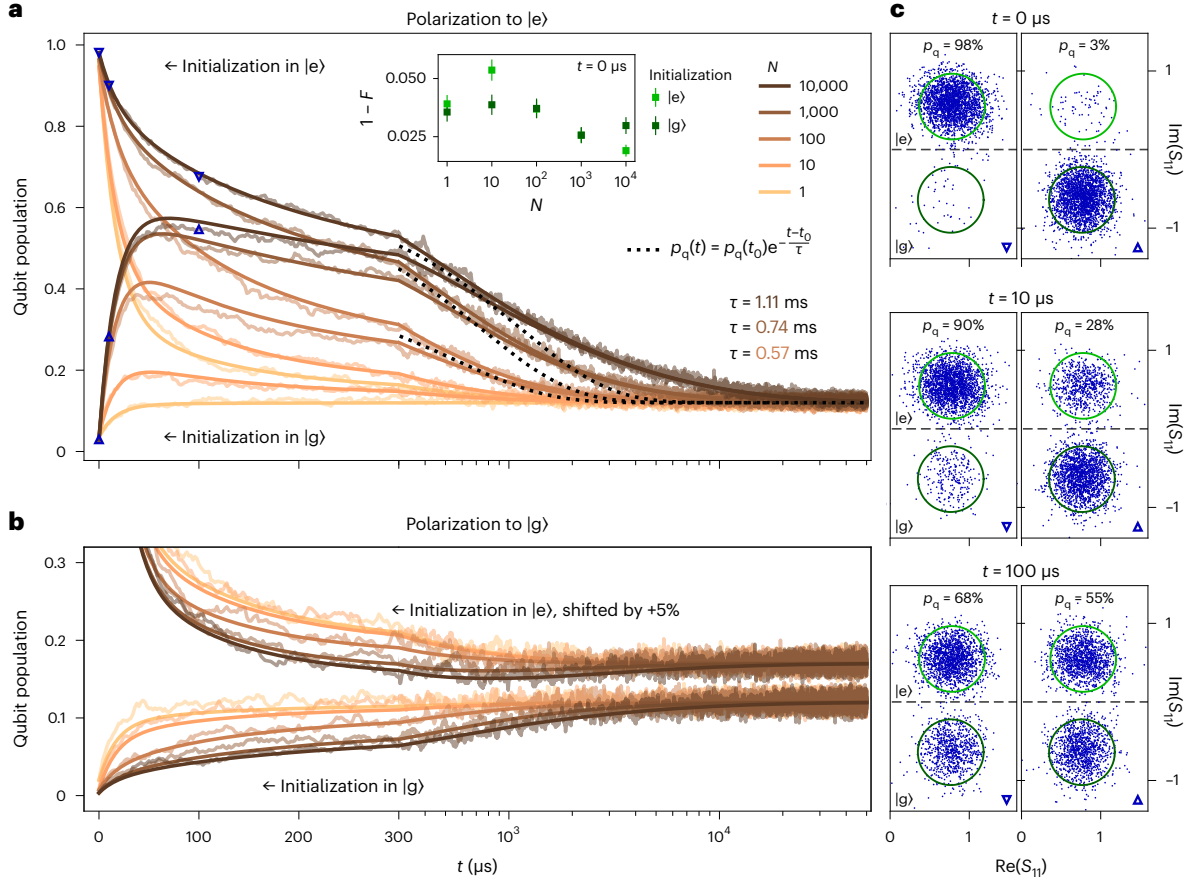 a
Polarization to |e⟩
1.0
0.8
0.6
0.4
0.2
0
Qubit population
← Initialization in |e⟩
← Initialization in |g⟩
t = 0 µs
0.050
0.025
1 − F
1
10
10²
10³
10⁴
N
Initialization
|e⟩
|g⟩
N
10,000
1,000
100
10
1
p_q(t) = p_q(t₀)e^{−(t−t₀)/τ}
τ = 1.11 ms
τ = 0.74 ms
τ = 0.57 ms
b
Polarization to |g⟩
0.3
0.2
0.1
0
Qubit population
← Initialization in |e⟩, shifted by +5%
← Initialization in |g⟩
0
100
200
300
10³
10⁴
t (µs)
c
t = 0 µs
p_q = 98%
p_q = 3%
|e⟩
|g⟩
1
−1
Im(S₁₁)
t = 10 µs
p_q = 90%
p_q = 28%
|e⟩
|g⟩
1
−1
Im(S₁₁)
t = 100 µs
p_q = 68%
p_q = 55%
|e⟩
|g⟩
1
−1
Im(S₁₁)
0
1
1
Re(S₁₁)